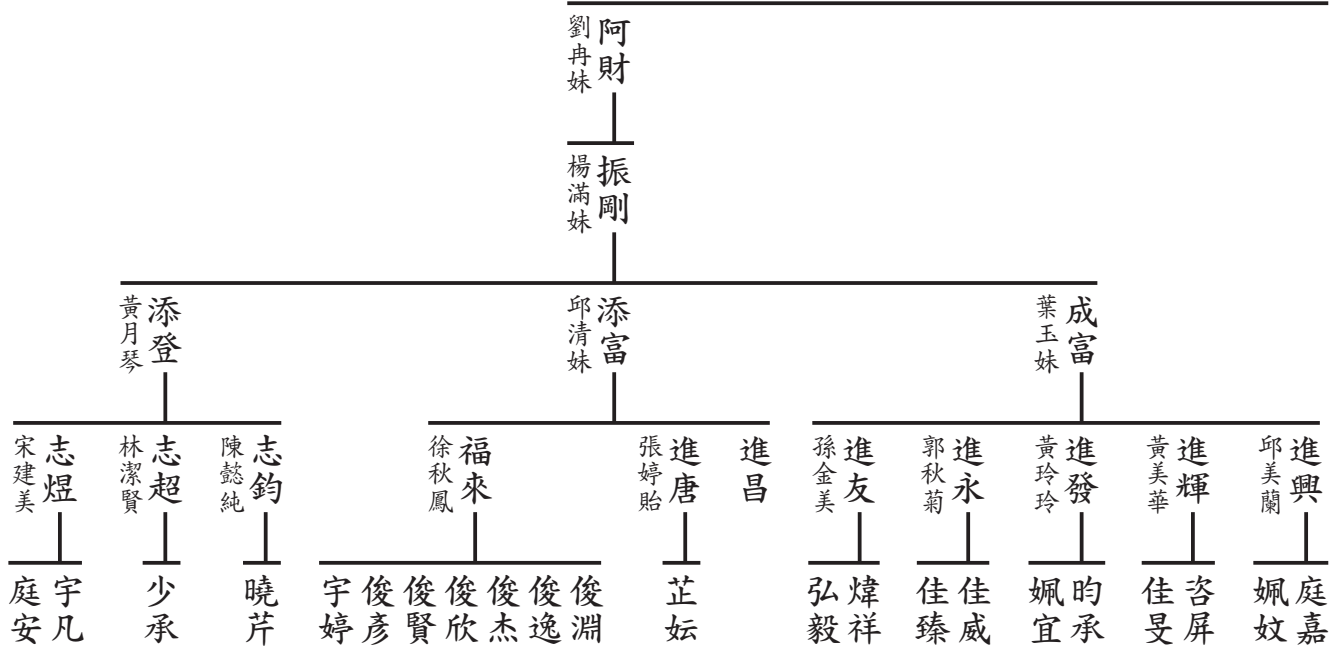 阿財
劉冉妹
振剛
楊滿妹
成富
葉玉妹
添富
邱清妹
添登
黃月琴
進興
邱美蘭
進輝
黃美華
進發
黃玲玲
進永
郭秋菊
進友
孫金美
進昌
進唐
張婷貽
福來
徐秋鳳
志鈞
陳懿純
志超
林潔賢
志煜
宋建美
庭嘉
姵妏
咨屏
佳旻
昀承
姵宜
佳威
佳臻
煒祥
弘毅
芷妘
俊淵
俊逸
俊杰
俊欣
俊賢
俊彥
宇婷
曉芹
少承
宇凡
庭安